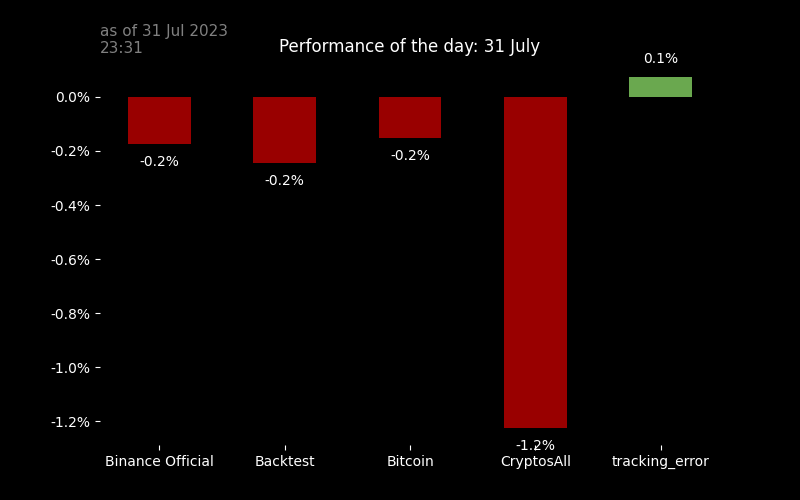 as of 31 Jul 2023
23:31
Performance of the day: 31 July
0.1%
0.0%
-0.2%
-0.4%
-0.6%
-0.8%
-1.0%
-1.2%
-0.2%
-0.2%
-0.2%
-1.2%
Binance Official
Backtest
Bitcoin
CryptosAll
tracking_error